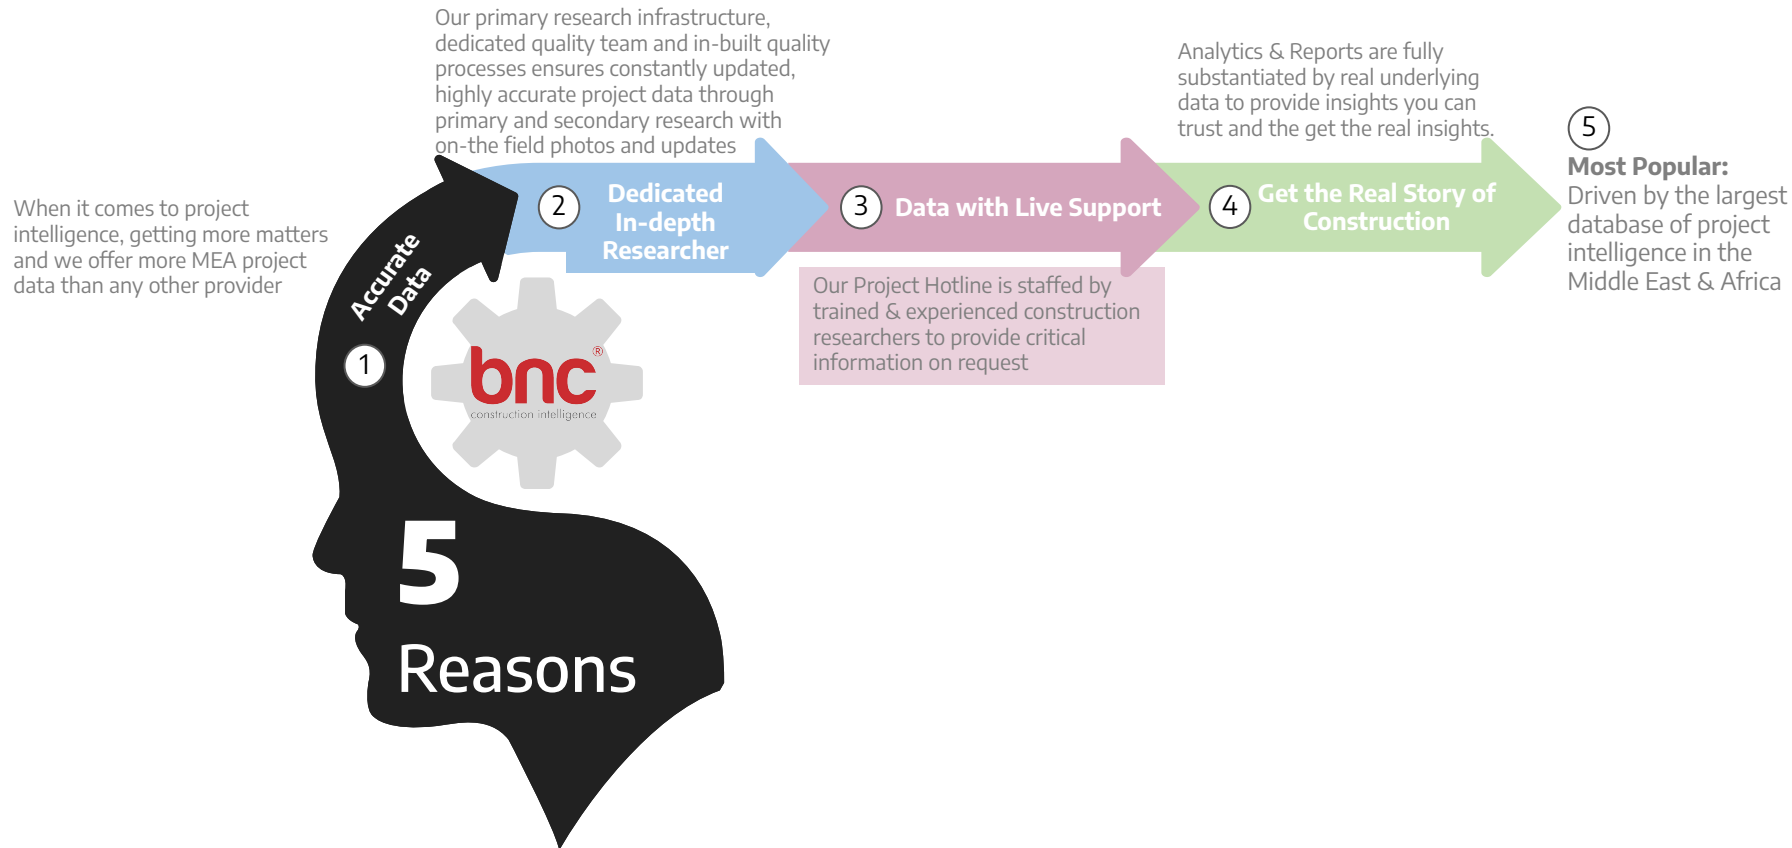 When it comes to project
intelligence, getting more matters
and we offer more MEA project
data than any other provider
1
Accurate
Data
Our primary research infrastructure,
dedicated quality team and in-built quality
processes ensures constantly updated,
highly accurate project data through
primary and secondary research with
on-the field photos and updates
2
Dedicated
In-depth
Researcher
3
Data with Live Support
Our Project Hotline is staffed by
trained & experienced construction
researchers to provide critical
information on request
Analytics & Reports are fully
substantiated by real underlying
data to provide insights you can
trust and the get the real insights.
4
Get the Real Story of
Construction
5
Most Popular:
Driven by the largest
database of project
intelligence in the
Middle East & Africa
bnc®
construction intelligence
5
Reasons